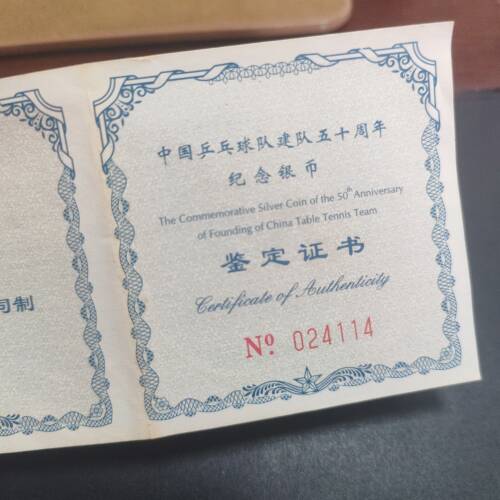 中国乒乓球队建队五十周年
纪念银币
The Commemorative Silver Coin of the 50th Anniversary
of Founding of China Table Tennis Team
鉴定证书
Certificate of Authenticity
Nº 024114
司制